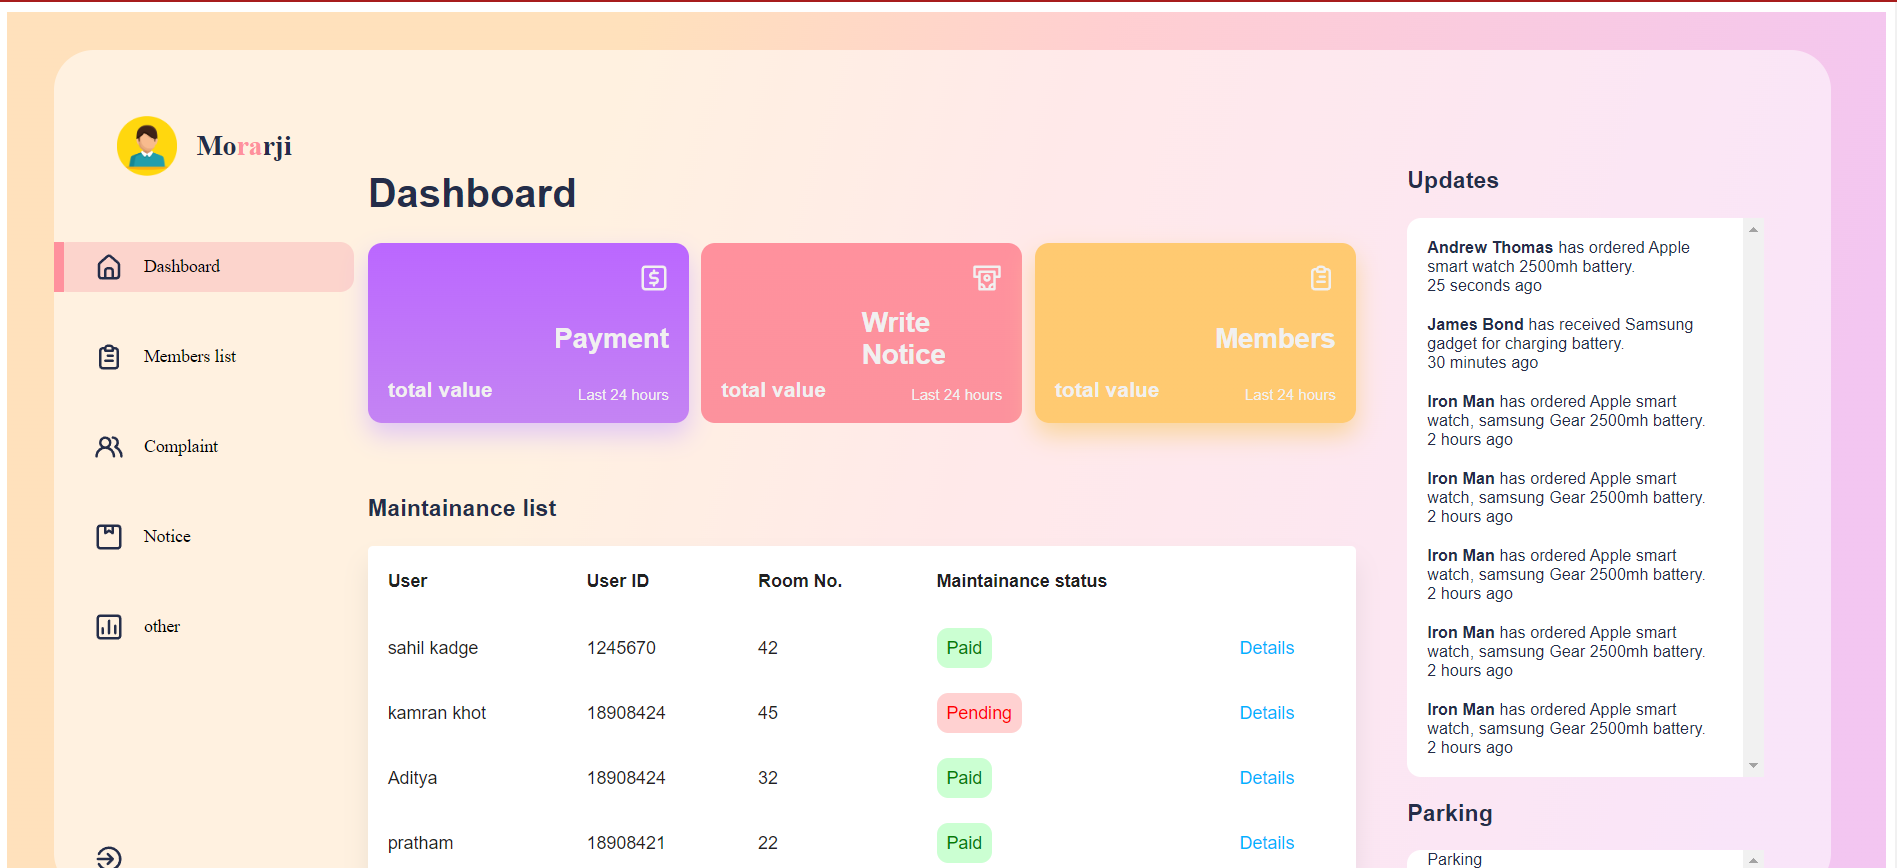 Morarji
Dashboard
Members list
Complaint
Notice
other
Dashboard
Payment
total value
Last 24 hours
Write
Notice
total value
Last 24 hours
Members
total value
Last 24 hours
Maintainance list
User User ID Room No. Maintainance status
sahil kadge 1245670 42 Paid Details
kamran khot 18908424 45 Pending Details
Aditya 18908424 32 Paid Details
pratham 18908421 22 Paid Details
Updates
Andrew Thomas has ordered Apple
smart watch 2500mh battery.
25 seconds ago
James Bond has received Samsung
gadget for charging battery.
30 minutes ago
Iron Man has ordered Apple smart
watch, samsung Gear 2500mh battery.
2 hours ago
Iron Man has ordered Apple smart
watch, samsung Gear 2500mh battery.
2 hours ago
Iron Man has ordered Apple smart
watch, samsung Gear 2500mh battery.
2 hours ago
Iron Man has ordered Apple smart
watch, samsung Gear 2500mh battery.
2 hours ago
Iron Man has ordered Apple smart
watch, samsung Gear 2500mh battery.
2 hours ago
Parking
Parking